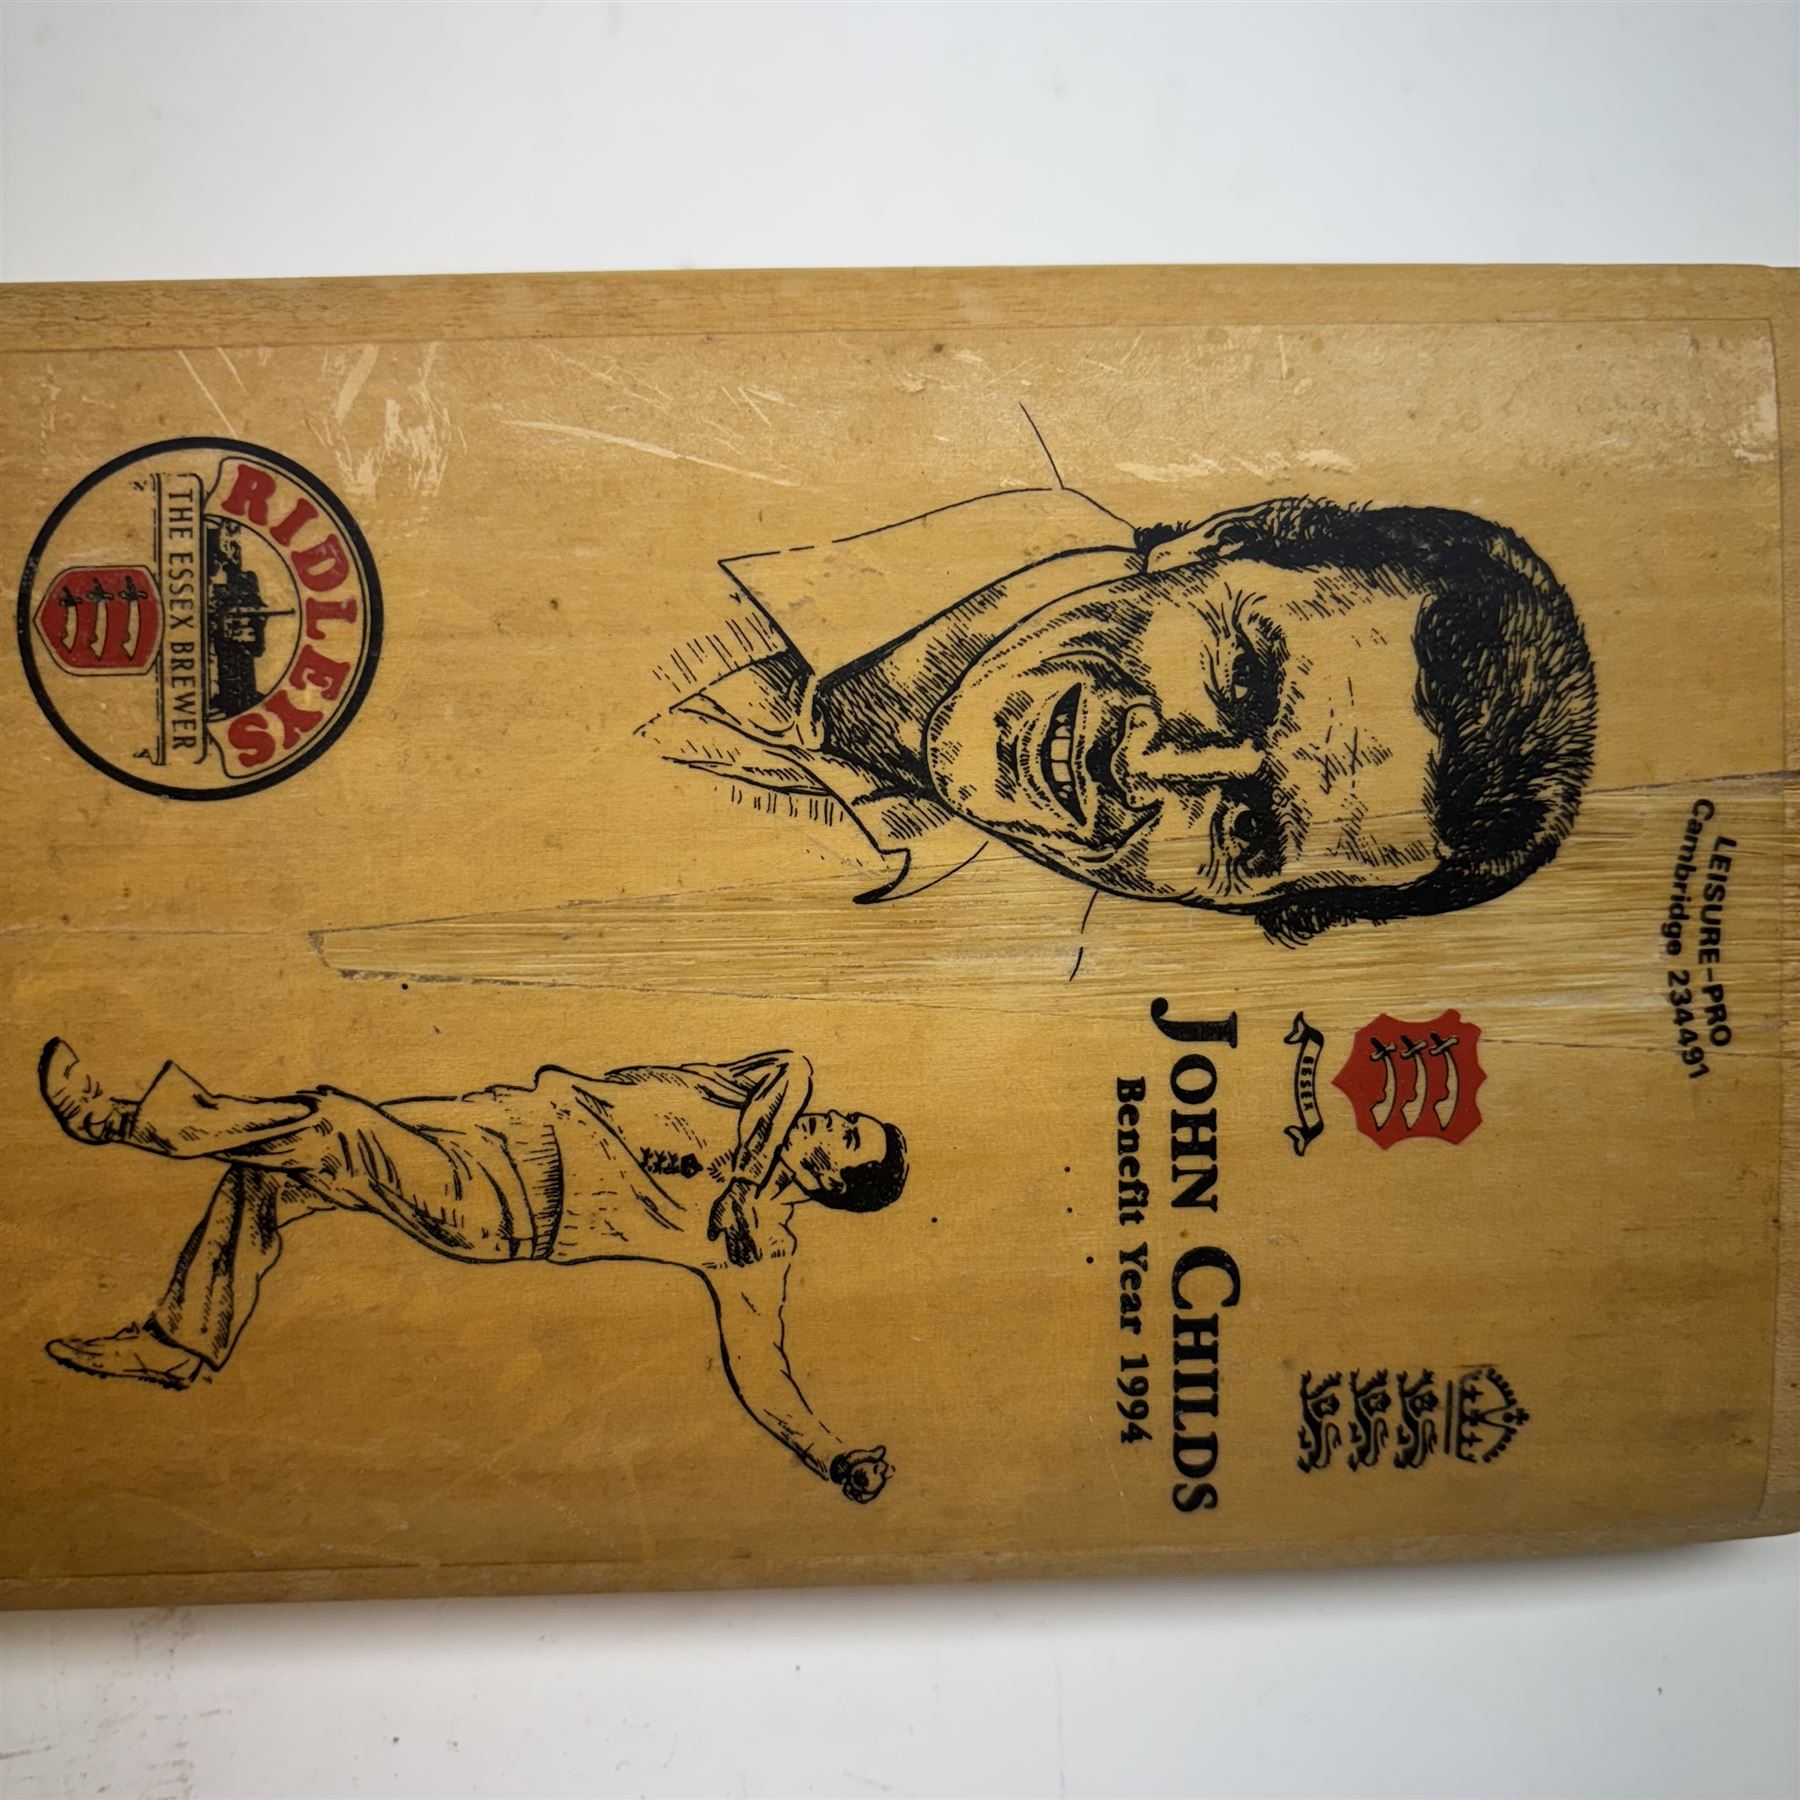 LEISURE-PRO
Cambridge 234491
ESSEX
JOHN CHILDS
Benefit Year 1994
RIDLEYS
THE ESSEX BREWER